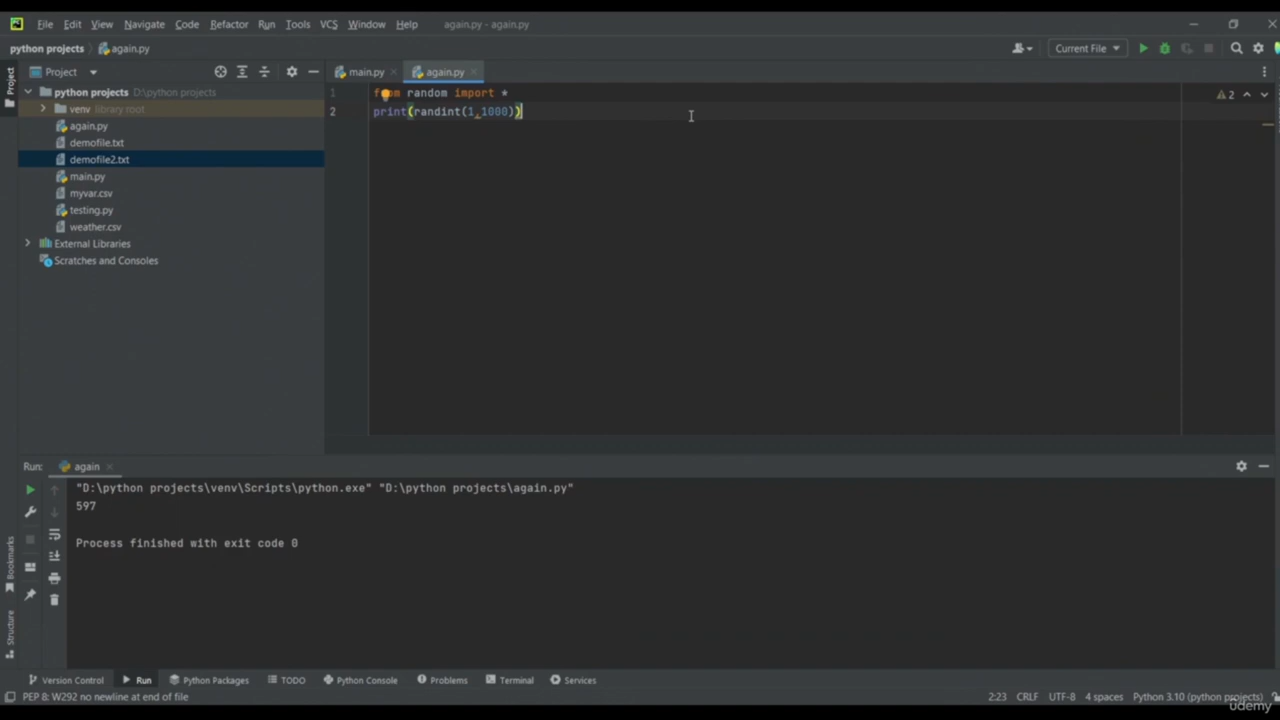 File Edit View Navigate Code Refactor Run Tools VCS Window Help again.py - again.py
python projects again.py Current File
Project
Project main.py again.py
python projects D:\python projects
venv library root
again.py
demofile.txt
demofile2.txt
main.py
myvar.csv
testing.py
weather.csv
External Libraries
Scratches and Consoles
1 from random import *
2 print(randint(1,1000))
2
Run: again
"D:\python projects\venv\Scripts\python.exe" "D:\python projects\again.py"
597
Process finished with exit code 0
Bookmarks
Structure
Version Control Run Python Packages TODO Python Console Problems Terminal Services
PEP 8: W292 no newline at end of file 2:23 CRLF UTF-8 4 spaces Python 3.10 (python projects)
udemy